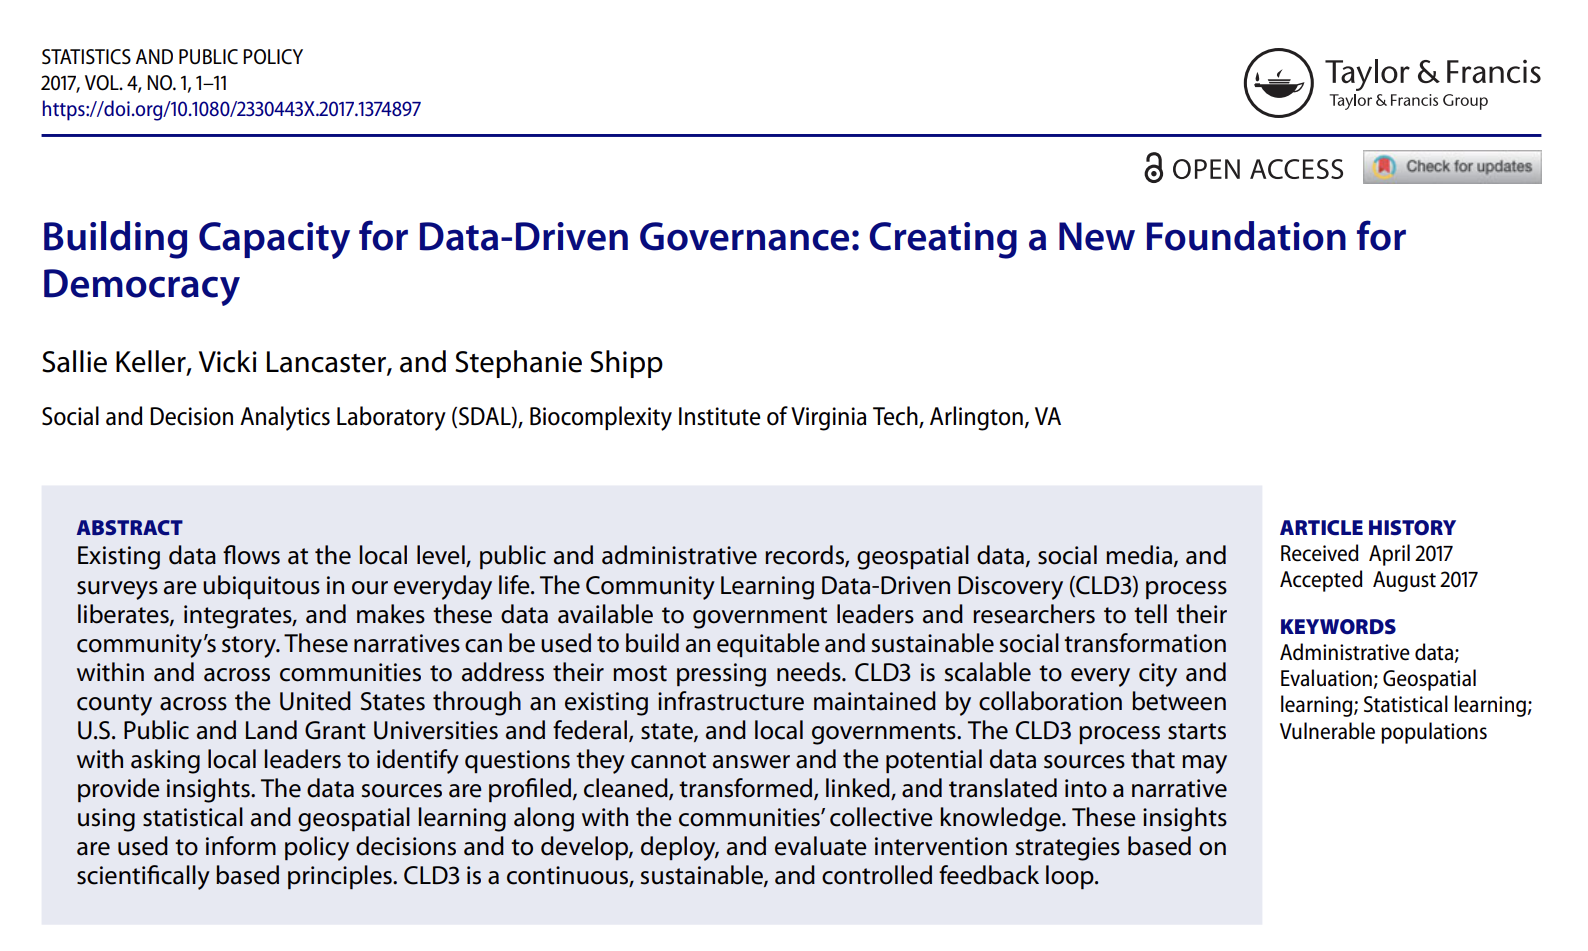 STATISTICS AND PUBLIC POLICY
2017, VOL. 4, NO. 1, 1–11
https://doi.org/10.1080/2330443X.2017.1374897
Taylor & Francis
Taylor & Francis Group
OPEN ACCESS
Check for updates
Building Capacity for Data-Driven Governance: Creating a New Foundation for
Democracy
Sallie Keller, Vicki Lancaster, and Stephanie Shipp
Social and Decision Analytics Laboratory (SDAL), Biocomplexity Institute of Virginia Tech, Arlington, VA
ABSTRACT
Existing data flows at the local level, public and administrative records, geospatial data, social media, and
surveys are ubiquitous in our everyday life. The Community Learning Data-Driven Discovery (CLD3) process
liberates, integrates, and makes these data available to government leaders and researchers to tell their
community’s story. These narratives can be used to build an equitable and sustainable social transformation
within and across communities to address their most pressing needs. CLD3 is scalable to every city and
county across the United States through an existing infrastructure maintained by collaboration between
U.S. Public and Land Grant Universities and federal, state, and local governments. The CLD3 process starts
with asking local leaders to identify questions they cannot answer and the potential data sources that may
provide insights. The data sources are profiled, cleaned, transformed, linked, and translated into a narrative
using statistical and geospatial learning along with the communities’ collective knowledge. These insights
are used to inform policy decisions and to develop, deploy, and evaluate intervention strategies based on
scientifically based principles. CLD3 is a continuous, sustainable, and controlled feedback loop.
ARTICLE HISTORY
Received April 2017
Accepted August 2017
KEYWORDS
Administrative data;
Evaluation; Geospatial
learning; Statistical learning;
Vulnerable populations